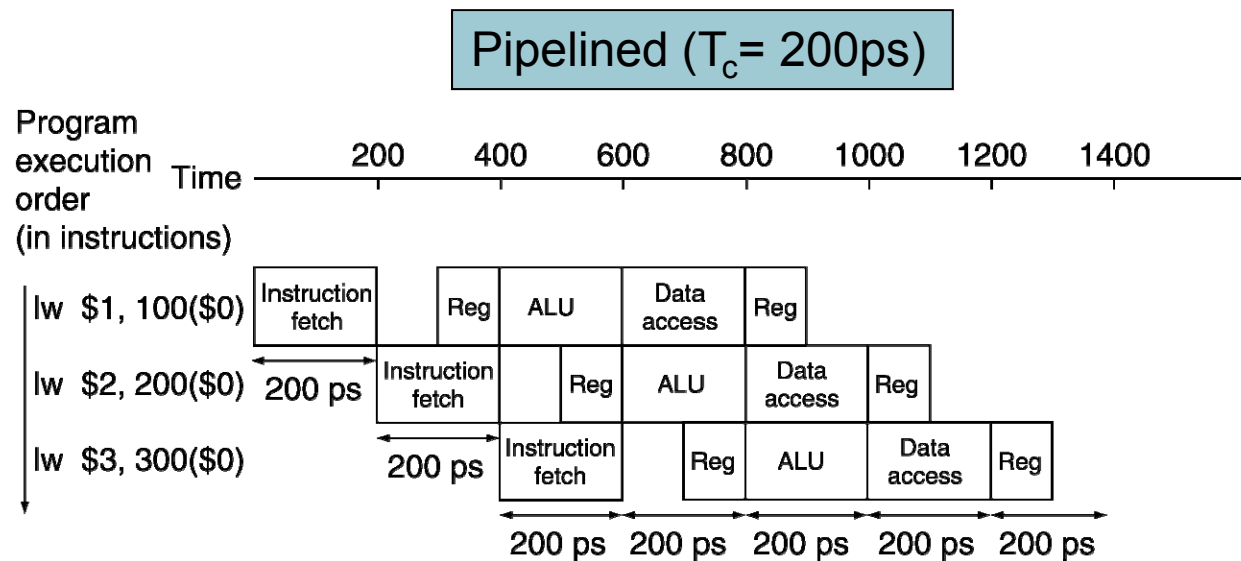 Pipelined (Tc= 200ps)
Program
execution
order
(in instructions)
Time
200 400 600 800 1000 1200 1400
lw $1, 100($0)
Instruction
fetch
Reg
ALU
Data
access
Reg
200 ps
lw $2, 200($0)
Instruction
fetch
Reg
ALU
Data
access
Reg
200 ps
lw $3, 300($0)
Instruction
fetch
Reg
ALU
Data
access
Reg
200 ps 200 ps 200 ps 200 ps 200 ps